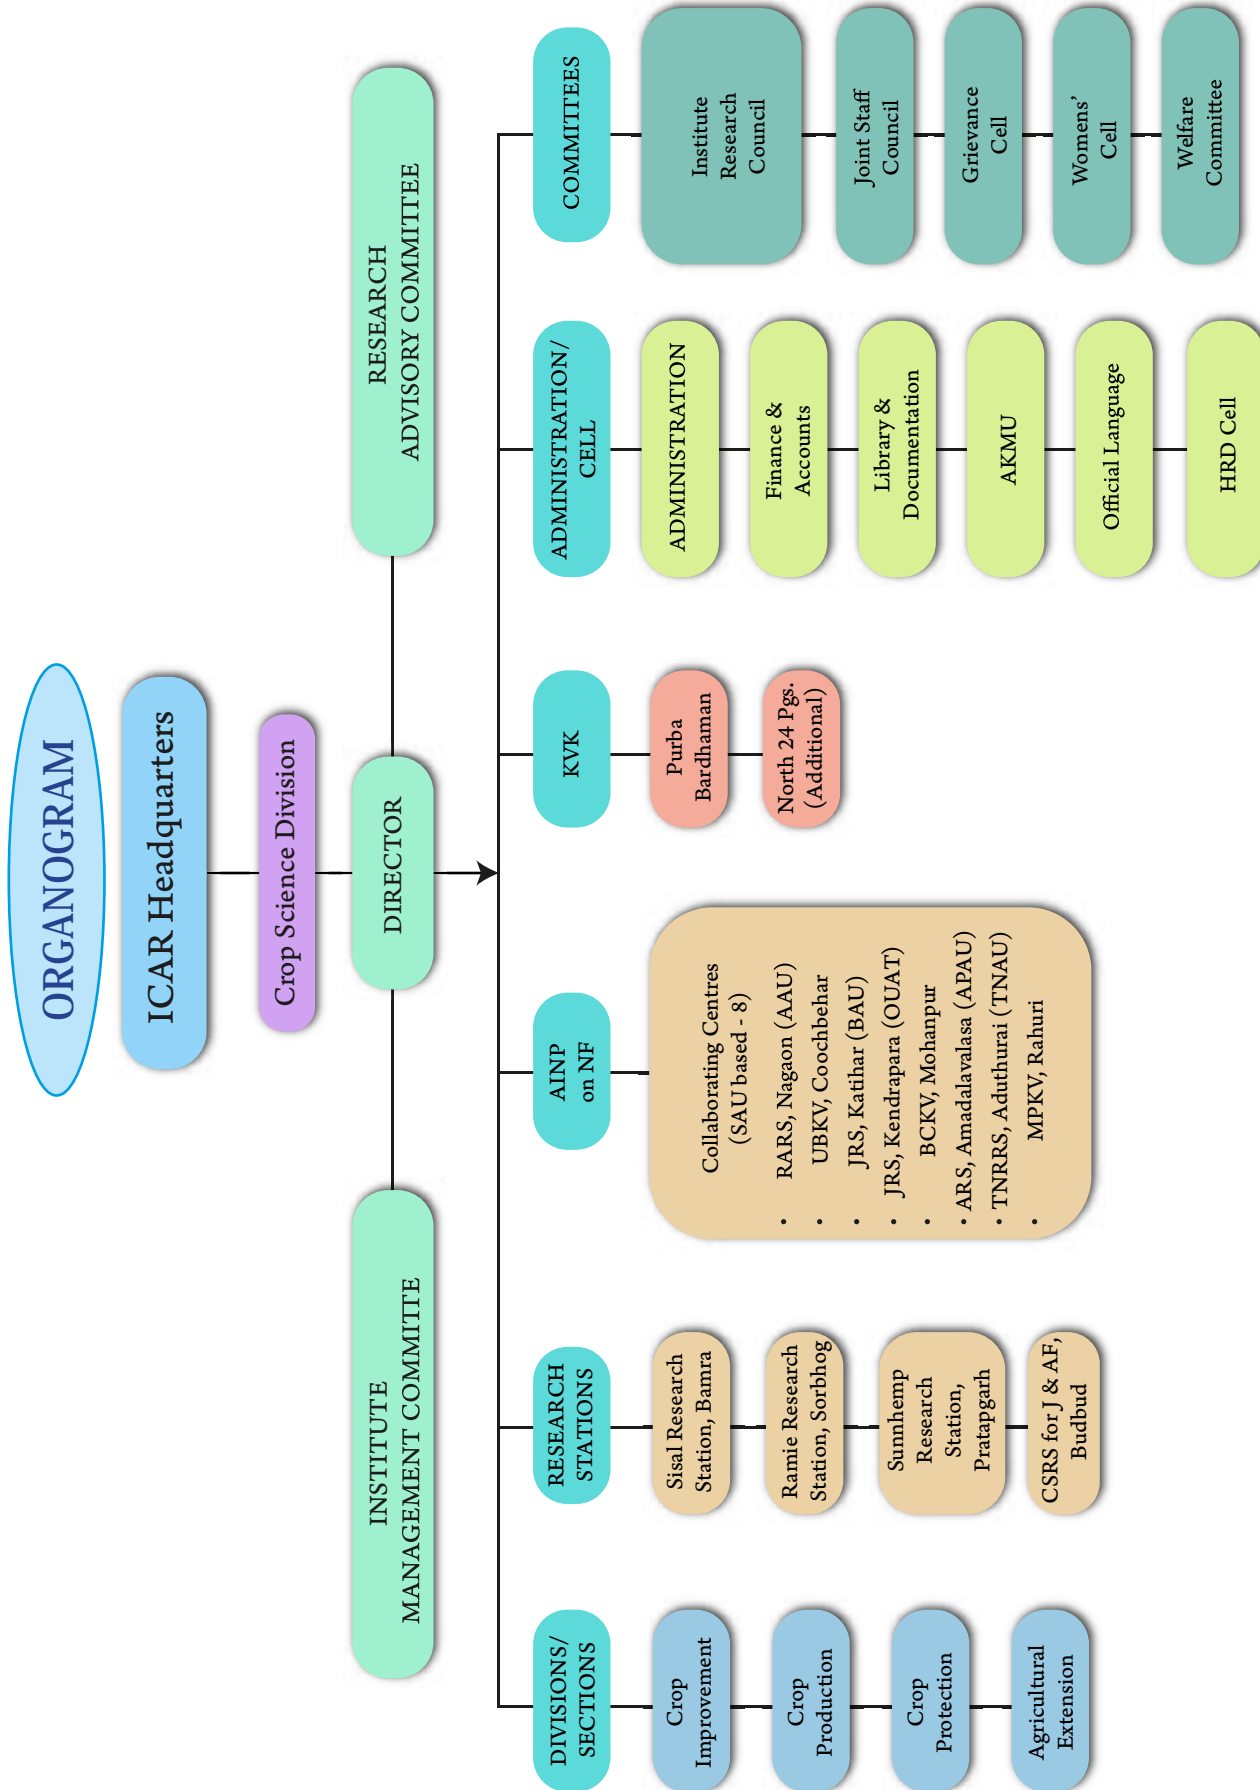 ORGANOGRAM
ICAR Headquarters
Crop Science Division
INSTITUTE
MANAGEMENT COMMITTE
DIRECTOR
RESEARCH
ADVISORY COMMITTEE
DIVISIONS/
SECTIONS
Crop
Improvement
Crop
Production
Crop
Protection
Agricultural
Extension
RESEARCH
STATIONS
Sisal Research
Station, Bamra
Ramie Research
Station, Sorbhog
Sunnhemp
Research
Station,
Pratapgarh
CSRS for J & AF,
Budbud
AINP
on NF
Collaborating Centres
(SAU based - 8)
• RARS, Nagaon (AAU)
• UBKV, Coochbehar
• JRS, Katihar (BAU)
• JRS, Kendrapara (OUAT)
• BCKV, Mohanpur
• ARS, Amadalavalasa (APAU)
• TNRRS, Aduthurai (TNAU)
• MPKV, Rahuri
KVK
Purba
Bardhaman
North 24 Pgs.
(Additional)
ADMINISTRATION/
CELL
ADMINISTRATION
Finance &
Accounts
Library &
Documentation
AKMU
Official Language
HRD Cell
COMMITTEES
Institute
Research
Council
Joint Staff
Council
Grievance
Cell
Womens’
Cell
Welfare
Committee